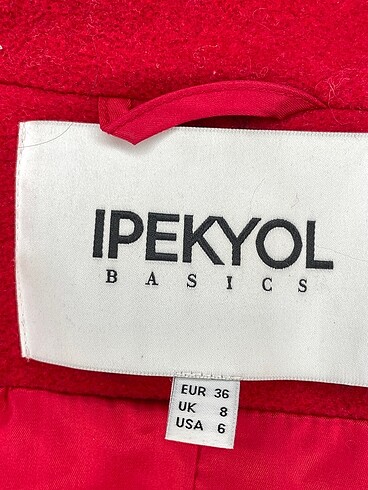 IPEKYOL
BASICS
EUR 36
UK 8
USA 6